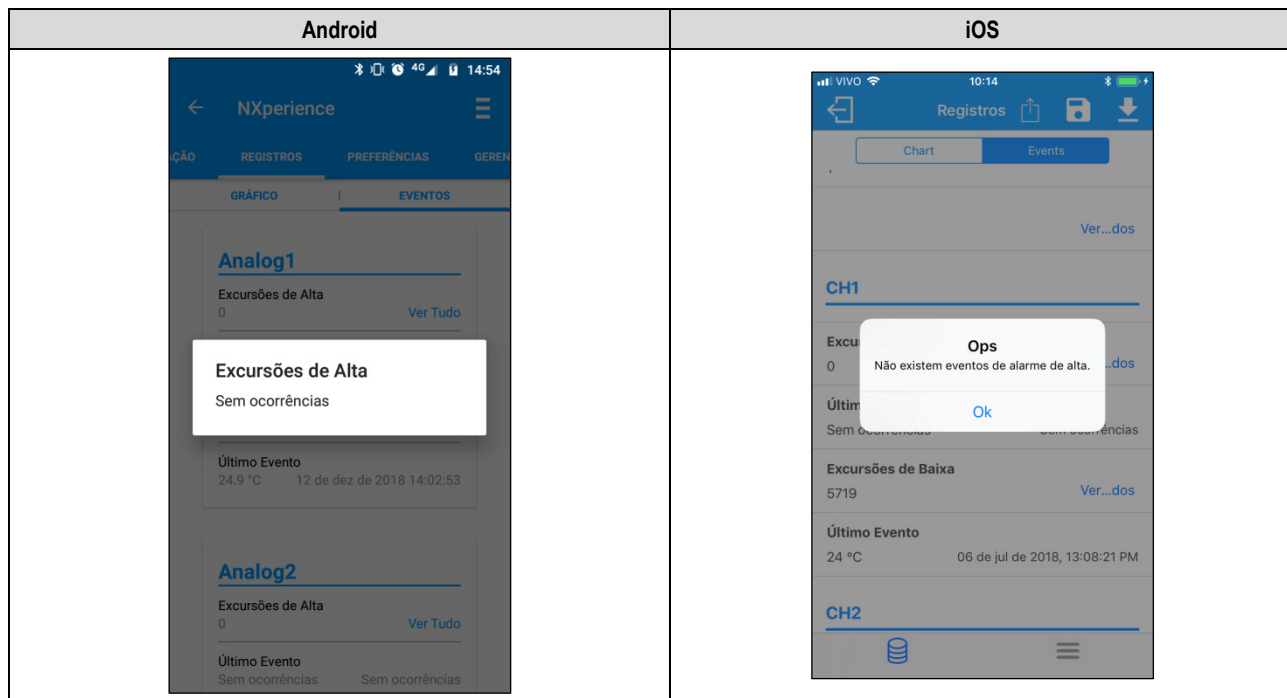 Android
iOS
4G 14:54
NXperience
AÇÃO REGISTROS PREFERÊNCIAS GEREN
GRÁFICO | EVENTOS
Analog1
Excursões de Alta
0 Ver Tudo
Excursões de Alta
Sem ocorrências
Último Evento
24.9 °C 12 de dez de 2018 14:02:53
Analog2
Excursões de Alta
0 Ver Tudo
Último Evento
Sem ocorrências Sem ocorrências
VIVO 10:14
Registros
Chart Events
,
Ver...dos
CH1
Excu
0 ...dos
Ops
Não existem eventos de alarme de alta.
Ok
Últim
Sem ocorrências Sem ocorrências
Excursões de Baixa
5719 Ver...dos
Último Evento
24 °C 06 de jul de 2018, 13:08:21 PM
CH2